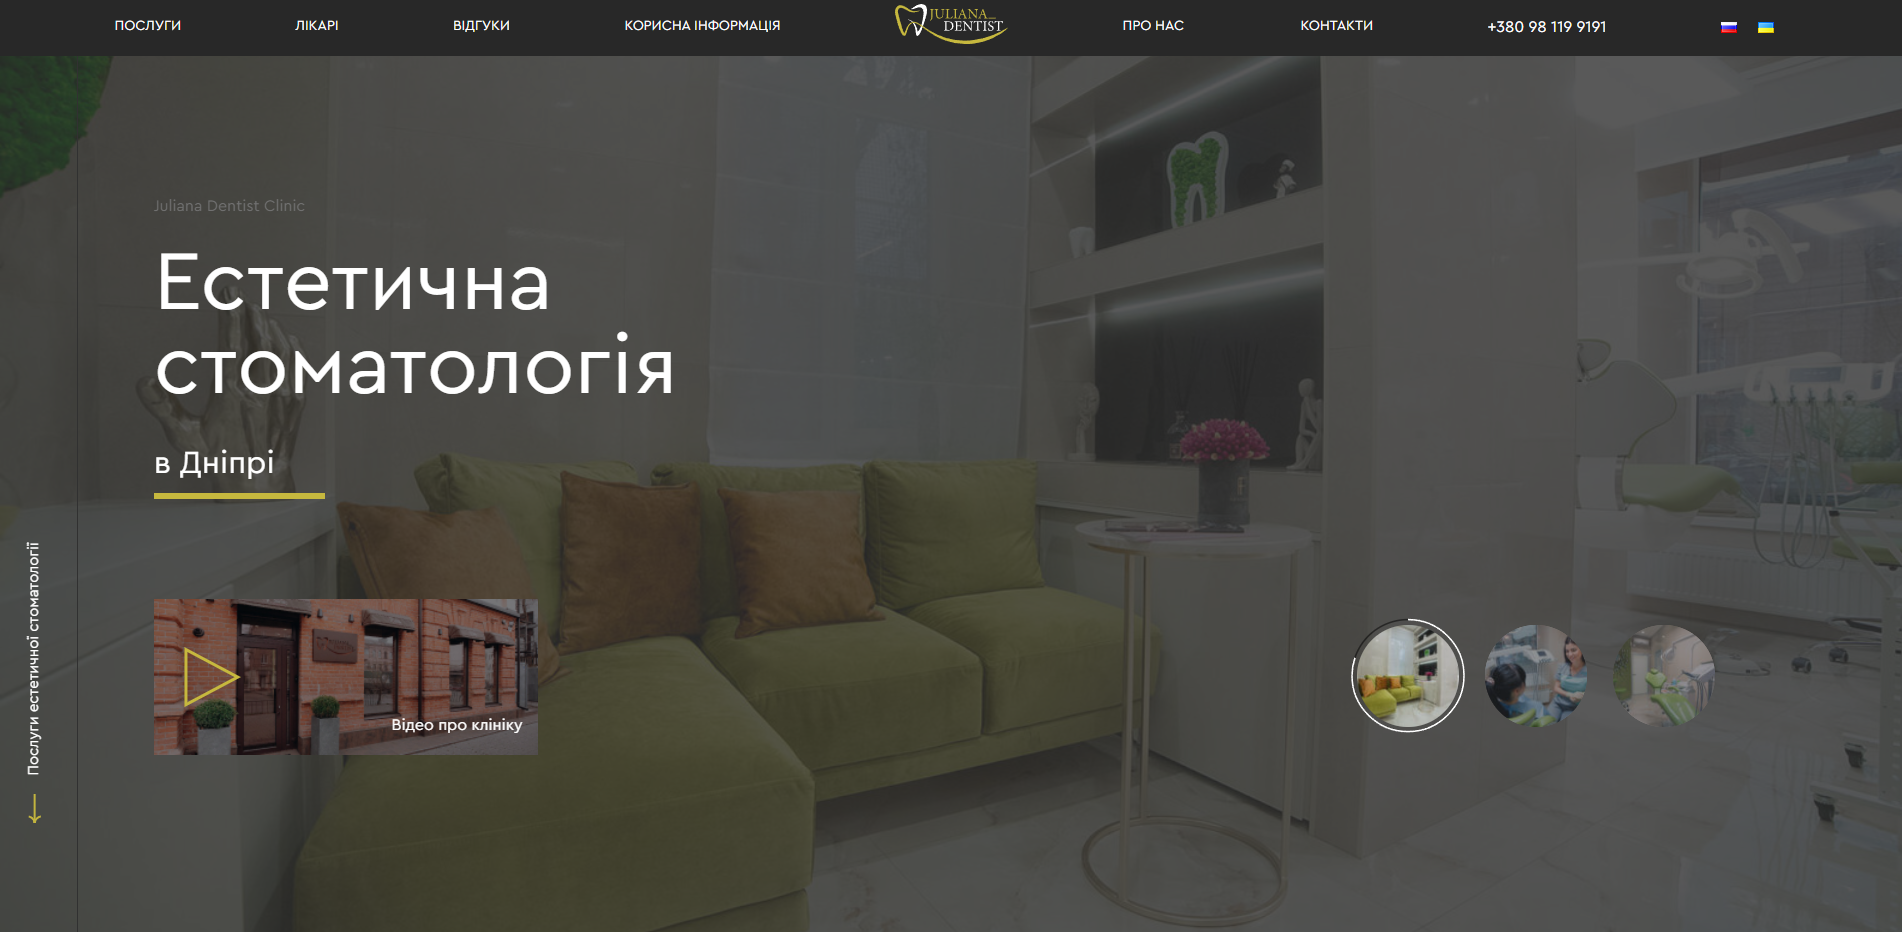 ПОСЛУГИ
ЛІКАРІ
ВІДГУКИ
КОРИСНА ІНФОРМАЦІЯ
JULIANA
DENTIST
ПРО НАС
КОНТАКТИ
+380 98 119 9191
Juliana Dentist Clinic
Естетична
стоматологія
в Дніпрі
Відео про клініку
Послуги естетичної стоматології